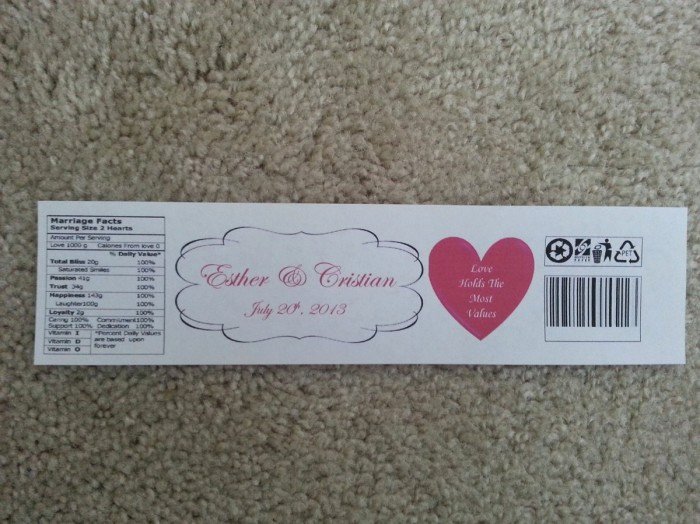 Marriage Facts
Serving Size 2 Hearts
Amount Per Serving
Love 1000 g Calories From love 0
% Daily Value*
Total Bliss 20g 100%
Saturated Smiles 100%
Passion 41g 100%
Trust 34g 100%
Happiness 143g 100%
Laughter100g 100%
Loyalty 2g 100%
Caring 100% Commitment100%
Support 100% Dedication 100%
Vitamin I
Vitamin D
Vitamin O
*Percent Daily Values
are based upon
forever
Esther & Cristian
July 20th, 2013
Love
Holds The
Most
Values
PET